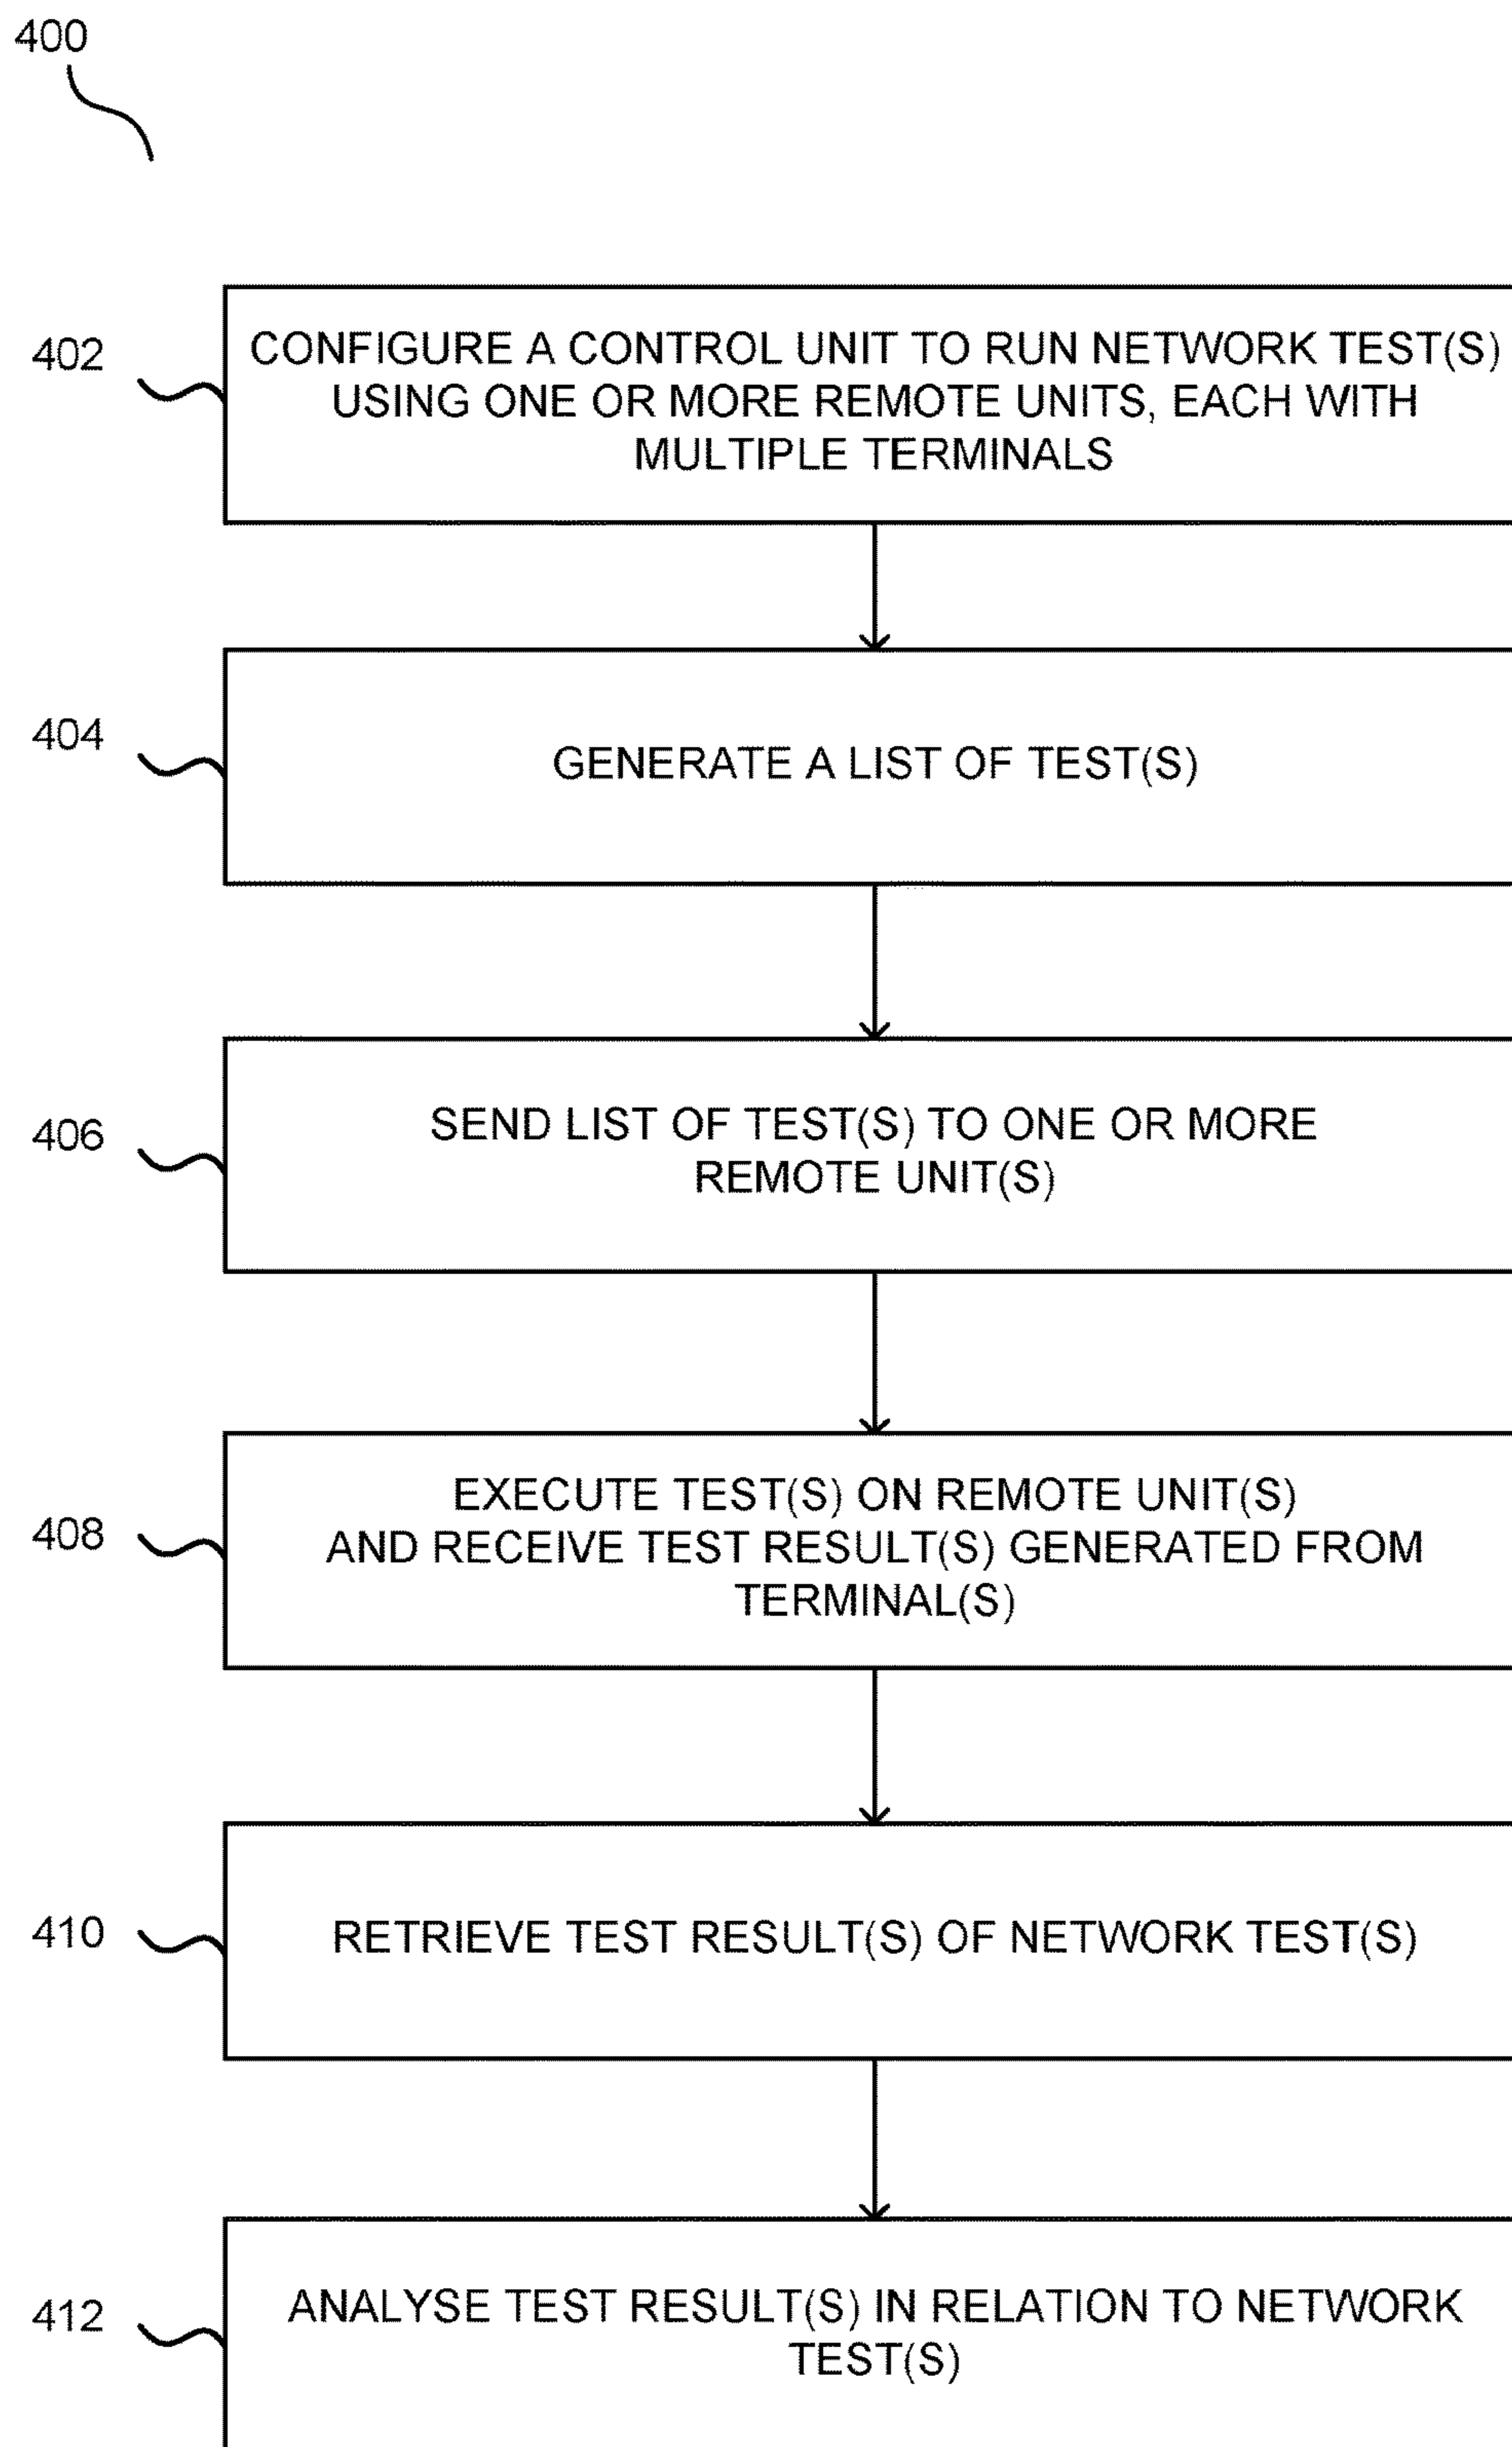 400
402
CONFIGURE A CONTROL UNIT TO RUN NETWORK TEST(S)
USING ONE OR MORE REMOTE UNITS, EACH WITH
MULTIPLE TERMINALS
404
GENERATE A LIST OF TEST(S)
406
SEND LIST OF TEST(S) TO ONE OR MORE
REMOTE UNIT(S)
408
EXECUTE TEST(S) ON REMOTE UNIT(S)
AND RECEIVE TEST RESULT(S) GENERATED FROM
TERMINAL(S)
410
RETRIEVE TEST RESULT(S) OF NETWORK TEST(S)
412
ANALYSE TEST RESULT(S) IN RELATION TO NETWORK
TEST(S)